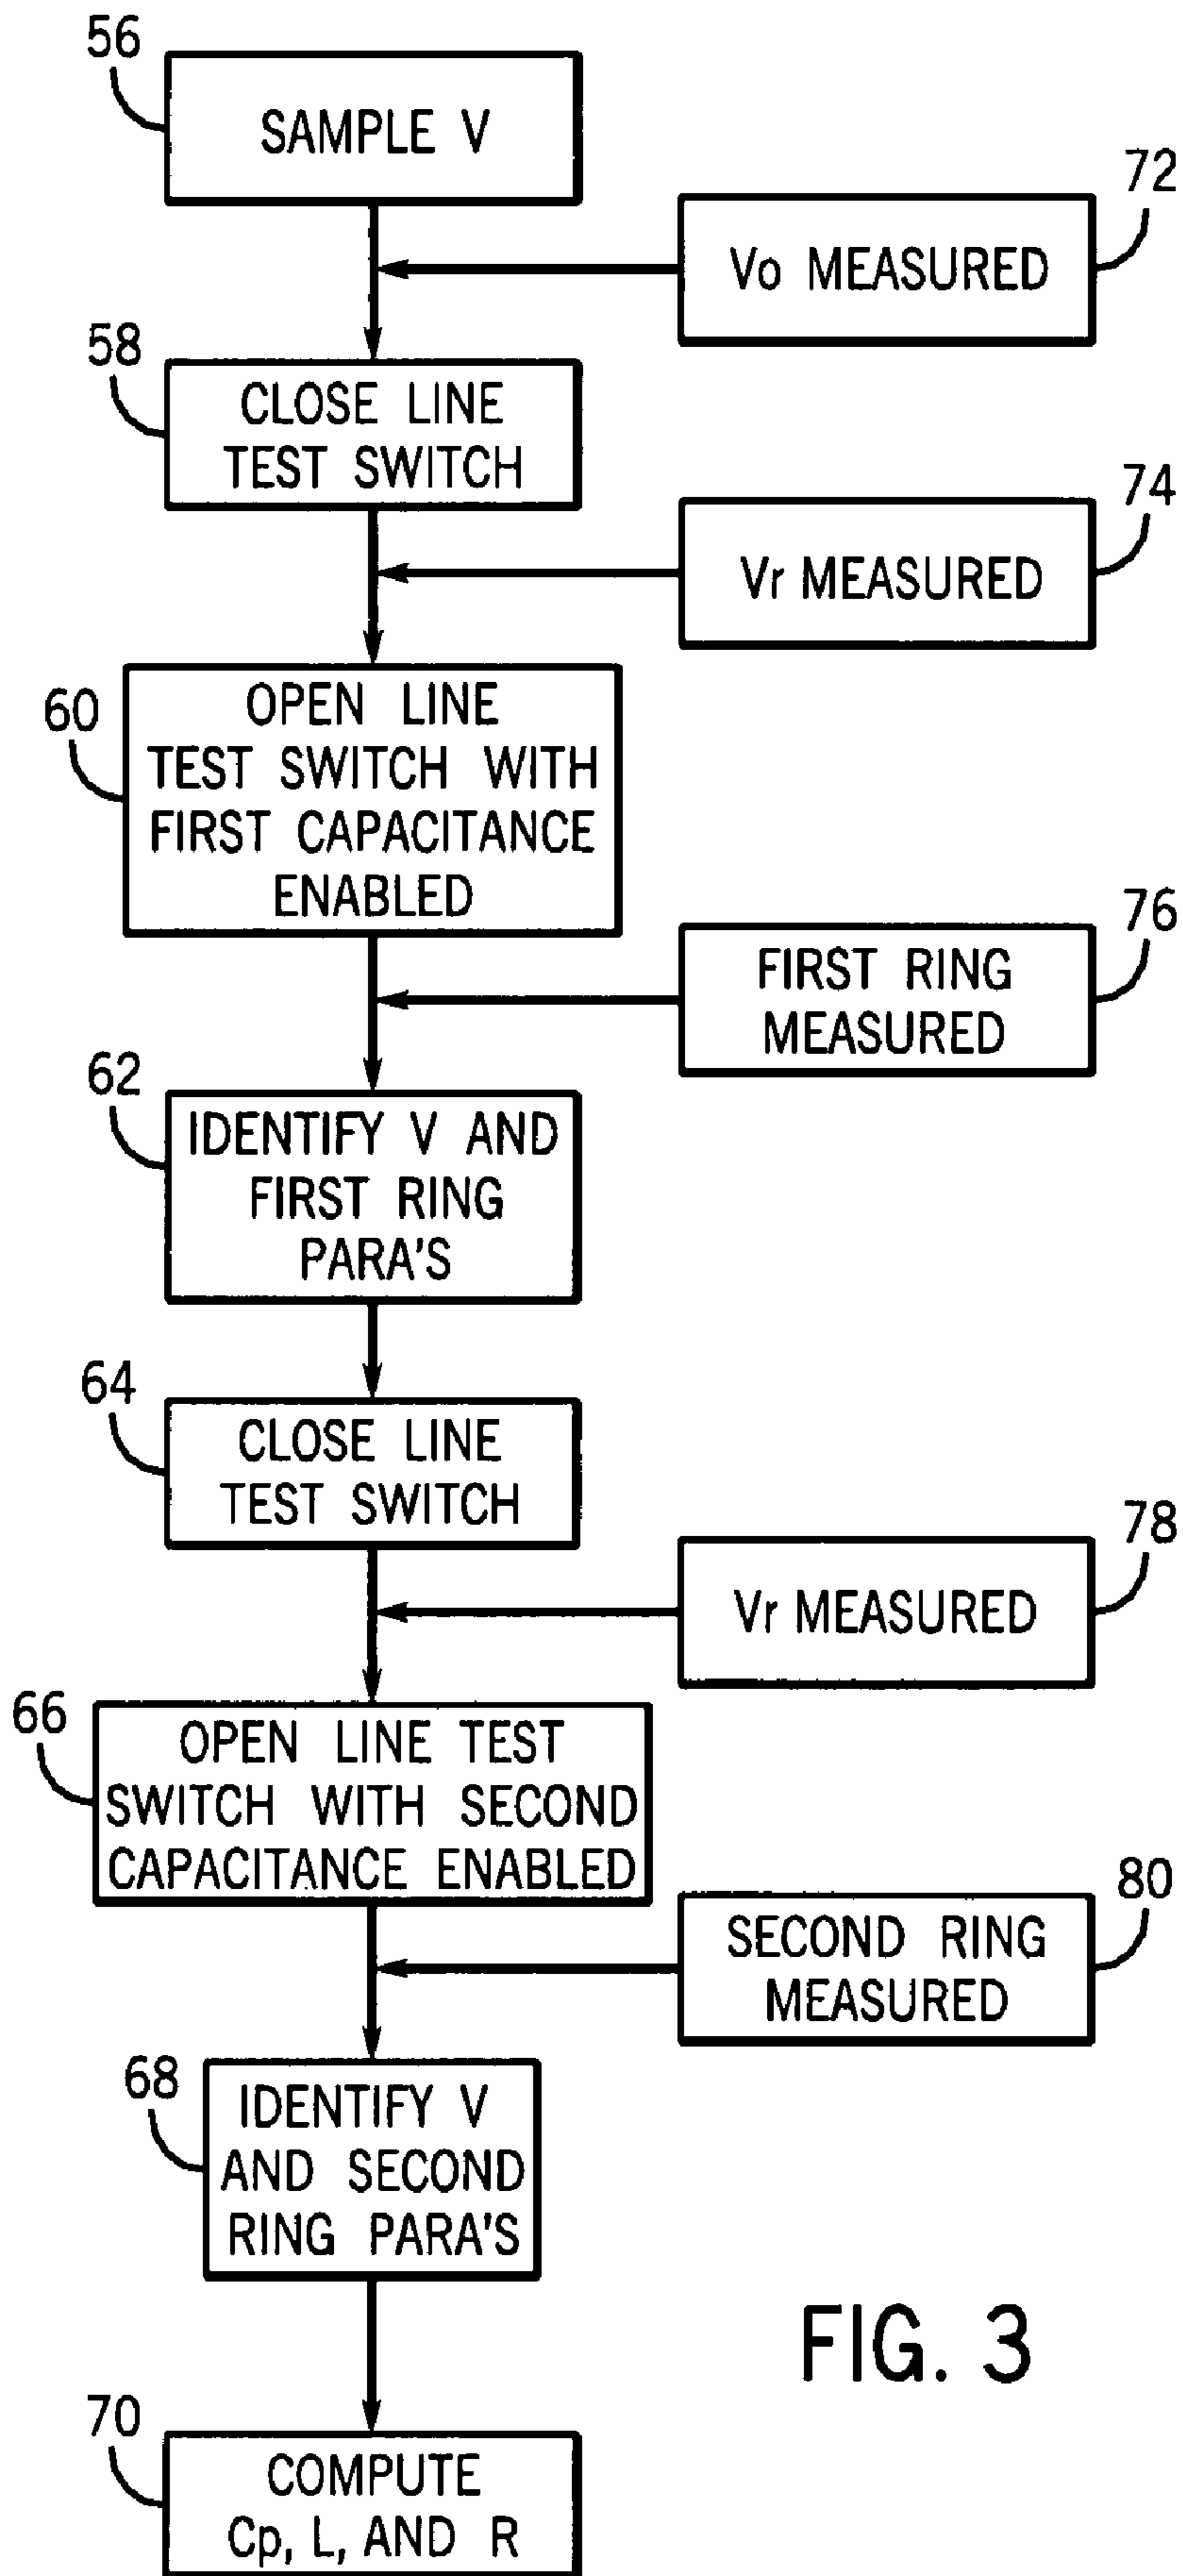 56
SAMPLE V
72
Vo MEASURED
58
CLOSE LINE
TEST SWITCH
74
Vr MEASURED
60
OPEN LINE
TEST SWITCH WITH
FIRST CAPACITANCE
ENABLED
76
FIRST RING
MEASURED
62
IDENTIFY V AND
FIRST RING
PARA'S
64
CLOSE LINE
TEST SWITCH
78
Vr MEASURED
66
OPEN LINE TEST
SWITCH WITH SECOND
CAPACITANCE ENABLED
80
SECOND RING
MEASURED
68
IDENTIFY V
AND SECOND
RING PARA'S
FIG. 3
70
COMPUTE
Cp, L, AND R